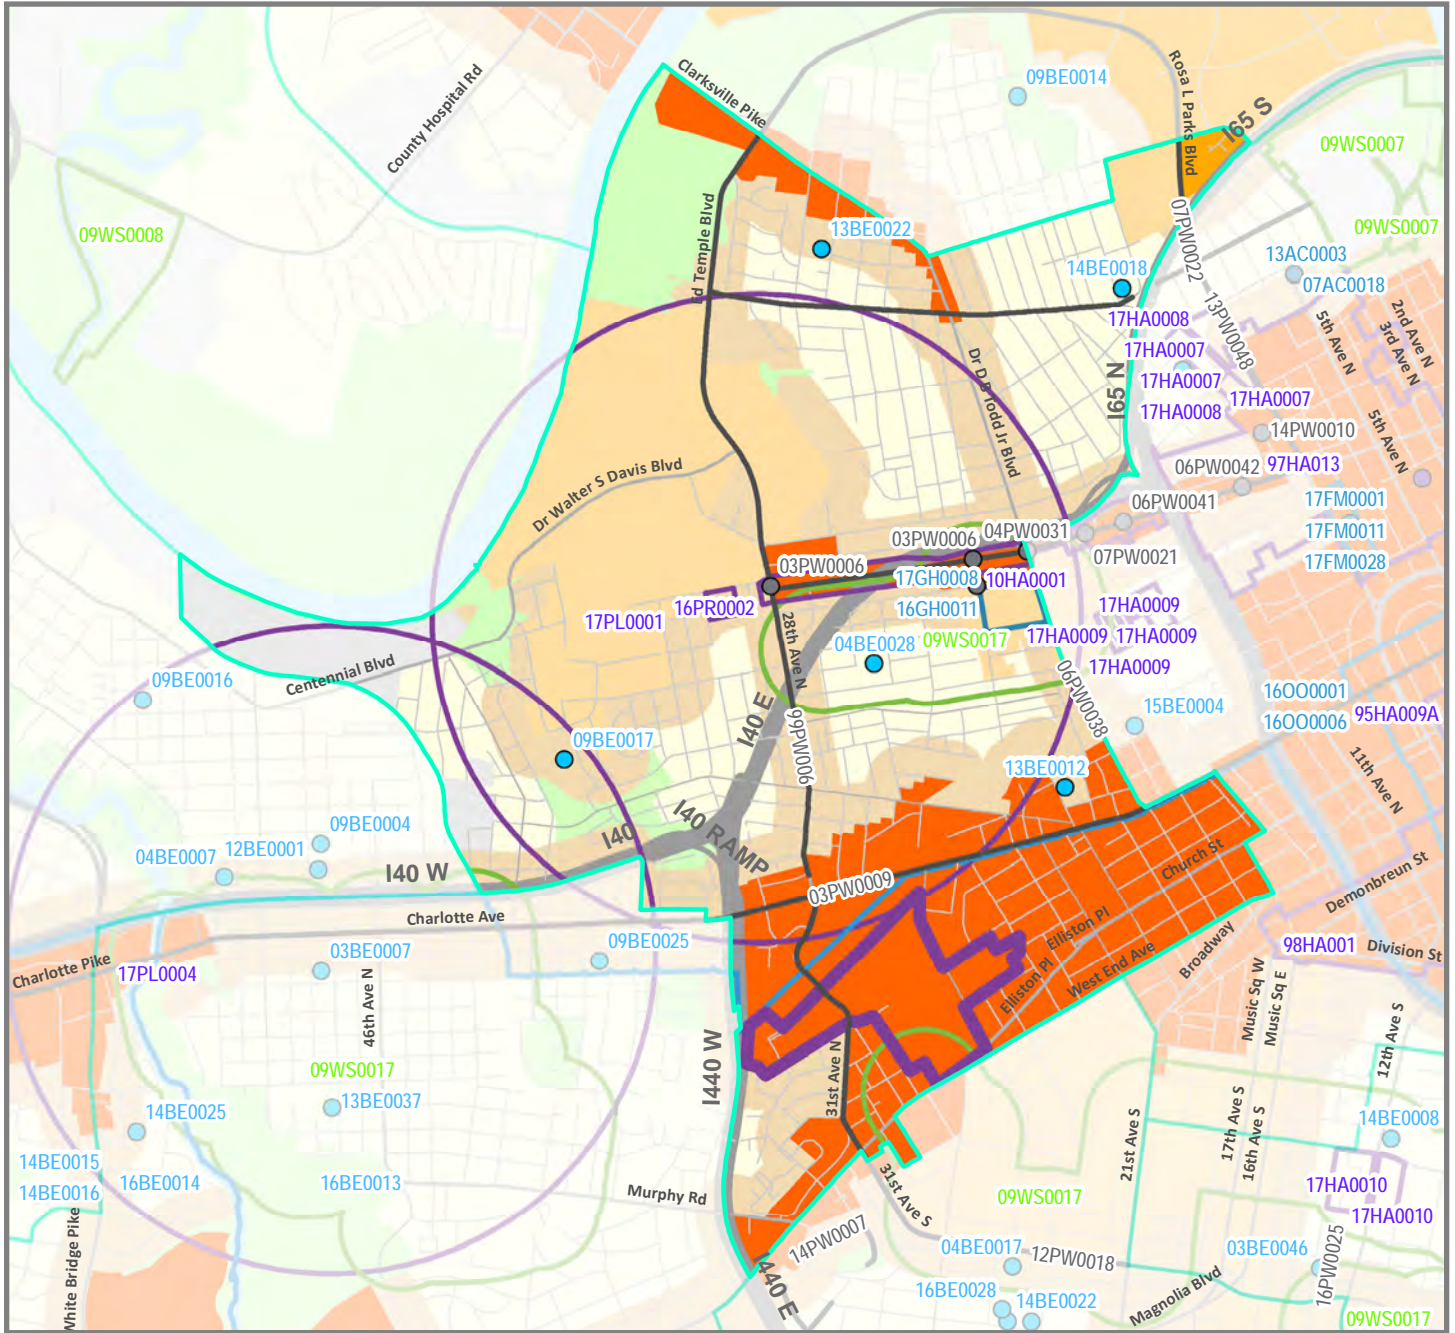 Clarksville Pike
County Hospital Rd
09BE0014
Rosa L Parks Blvd
I65 S
09WS0007
09WS0008
13BE0022
Ed Temple Blvd
07PW0022
09WS0007
14BE0018
13AC0003
07AC0018
17HA0008
13PW0048
5th Ave N
2nd Ave N
3rd Ave N
17HA0007
Dr D B Todd Jr Blvd
I65 N
17HA0007
17HA0008
17HA0007
14PW0010
5th Ave N
Dr Walter S Davis Blvd
06PW0042
97HA013
17FM0001
06PW0041
04PW0031
03PW0006
17FM0011
07PW0021
17FM0028
03PW0006
17GH0008
10HA0001
16PR0002
17PL0001
16GH0011
17HA0009
28th Ave N
04BE0028
09WS0017
17HA0009
17HA0009
17HA0009
Centennial Blvd
09BE0016
06PW0038
16OO0001
16OO0006
95HA009A
15BE0004
I40 E
99PW006
09BE0017
13BE0012
11th Ave N
I40 RAMP
I40
09BE0004
12BE0001
04BE0007
I40 W
Church St
03PW0009
Demonbreun St
Charlotte Ave
Elliston Pl
09BE0025
03BE0007
Broadway
98HA001
Division St
West End Ave
Charlotte Pike
17PL0004
Elliston Pl
46th Ave N
Music Sq W
Music Sq E
12th Ave S
I440 W
31st Ave N
09WS0017
13BE0037
14BE0025
17th Ave S
16th Ave S
14BE0008
21st Ave S
14BE0015
14BE0016
16BE0014
16BE0013
Murphy Rd
31st Ave S
09WS0017
17HA0010
17HA0010
White Bridge Pike
14PW0007
04BE0017
12PW0018
03BE0046
16PW0025
I440 E
16BE0028
14BE0022
Magnolia Blvd
09WS0017